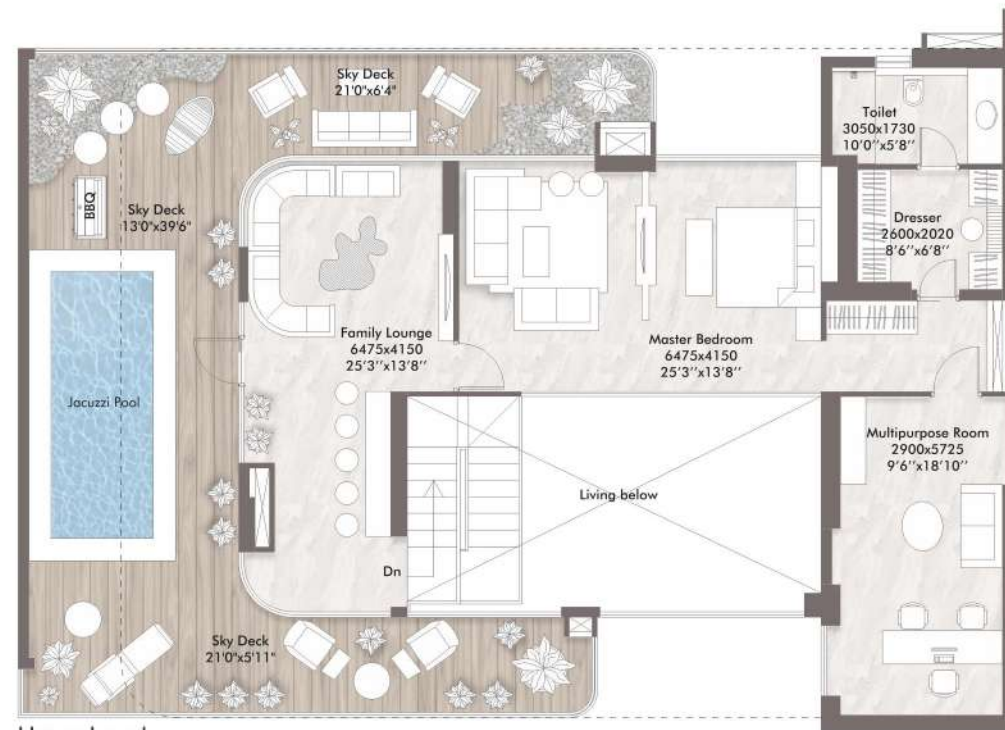 Sky Deck
21'0"x6'4"
Toilet
3050x1730
10'0''x5'8''
BBQ
Sky Deck
13'0"x39'6"
Dresser
2600x2020
8'6''x6'8''
Family Lounge
6475x4150
25'3''x13'8''
Master Bedroom
6475x4150
25'3''x13'8''
Jacuzzi Pool
Multipurpose Room
2900x5725
9'6''x18'10''
Living below
Dn
Sky Deck
21'0"x5'11"